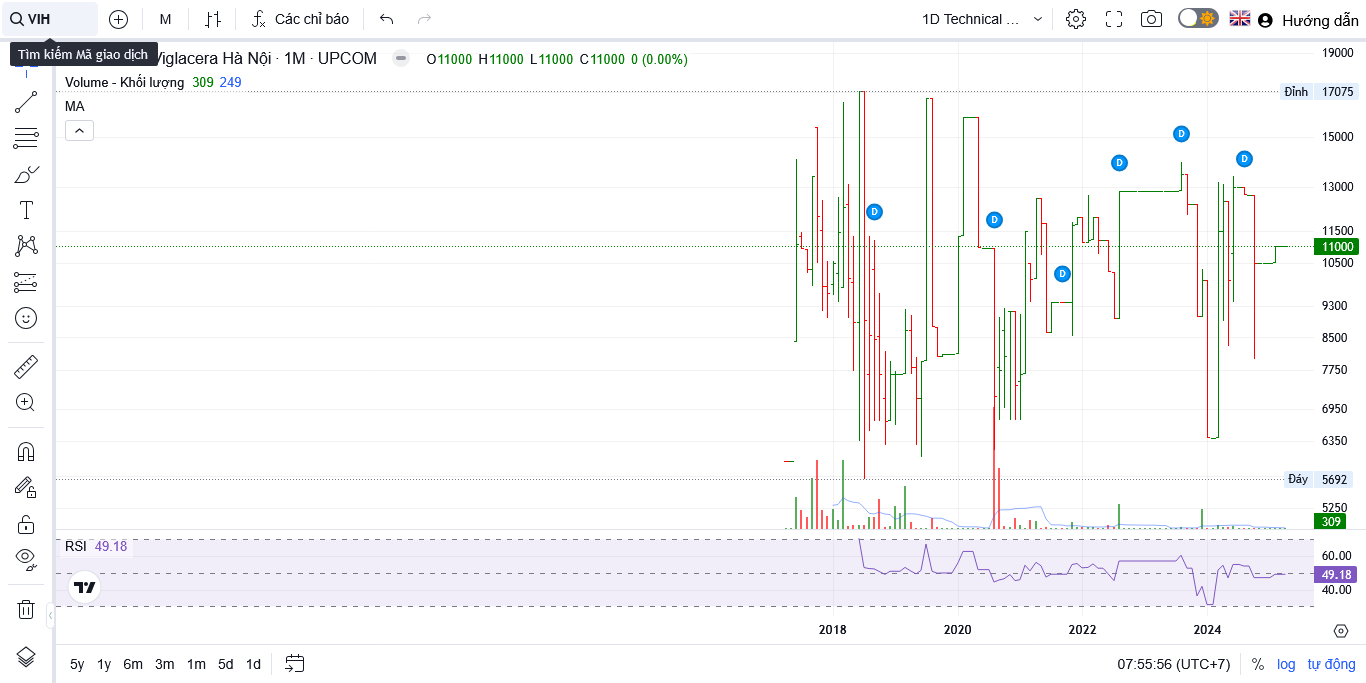 VIH M Các chỉ báo 1D Technical ... Hướng dẫn
Tìm kiếm Mã giao dịch
Viglacera Hà Nội · 1M · UPCOM O11000 H11000 L11000 C11000 0 (0.00%)
Volume - Khối lượng 309 249
MA
19000
Đỉnh 17075
15000
13000
11500
11000
10500
9300
8500
7750
6950
6350
Đáy 5692
5250
309
D
D
D
D
D
D
RSI 49.18
60.00
49.18
40.00
2018 2020 2022 2024
5y 1y 6m 3m 1m 5d 1d 07:55:56 (UTC+7) % log tự động